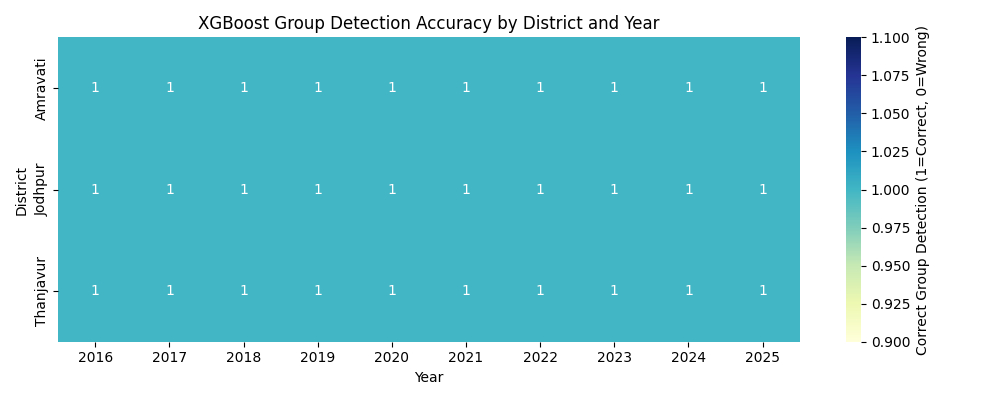 XGBoost Group Detection Accuracy by District and Year
District
Amravati
1 1 1 1 1 1 1 1 1 1
Jodhpur
1 1 1 1 1 1 1 1 1 1
Thanjavur
1 1 1 1 1 1 1 1 1 1
2016 2017 2018 2019 2020 2021 2022 2023 2024 2025
Year
1.100
1.075
1.050
1.025
1.000
0.975
0.950
0.925
0.900
Correct Group Detection (1=Correct, 0=Wrong)